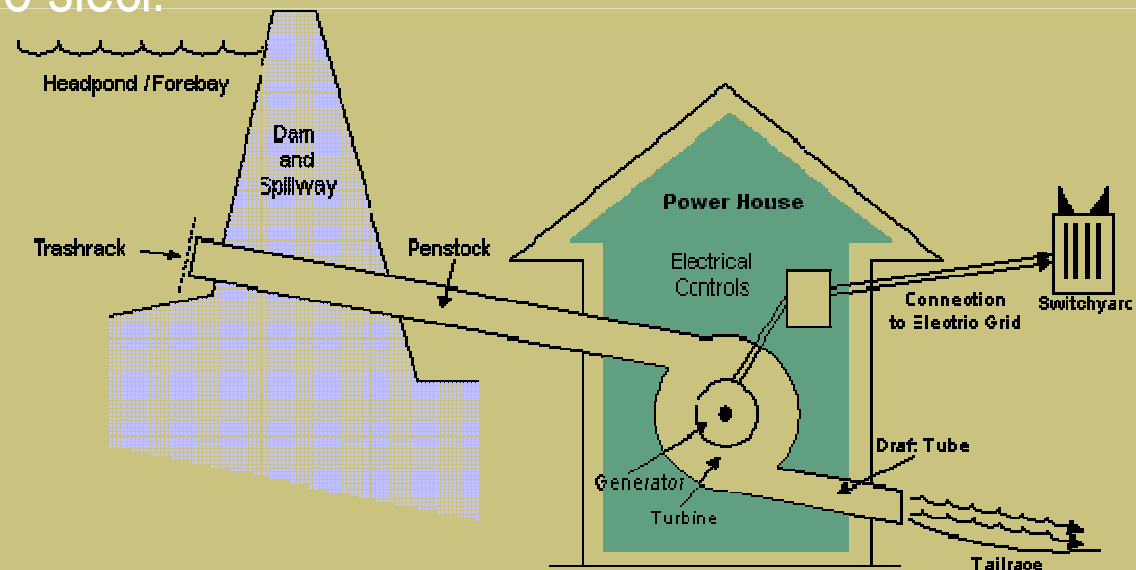 Headpond / Forebay
Dam
and
Spillway
Trashrack
Penstock
Power House
Electrical
Controls
Connection
to Electric Grid
Switchyard
Generator
Turbine
Draft Tube
Tailrace